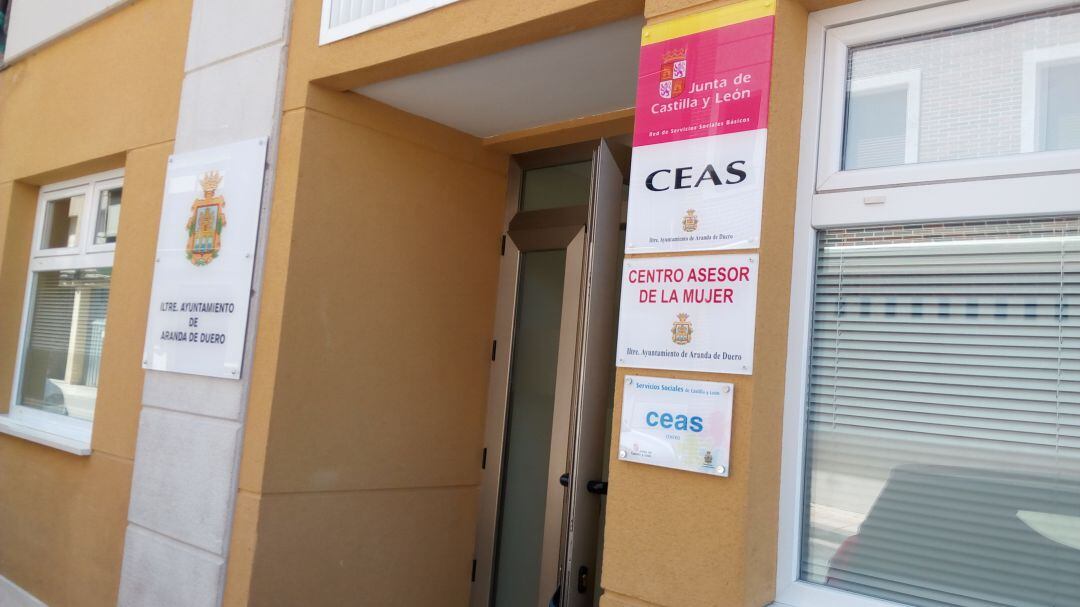 ILTRE. AYUNTAMIENTO
DE
ARANDA DE DUERO
Junta de
Castilla y León
Red de Servicios Sociales Básicos
CEAS
Iltre. Ayuntamiento de Aranda de Duero
CENTRO ASESOR
DE LA MUJER
Iltre. Ayuntamiento de Aranda de Duero
Servicios Sociales de Castilla y León
ceas
CENTRO